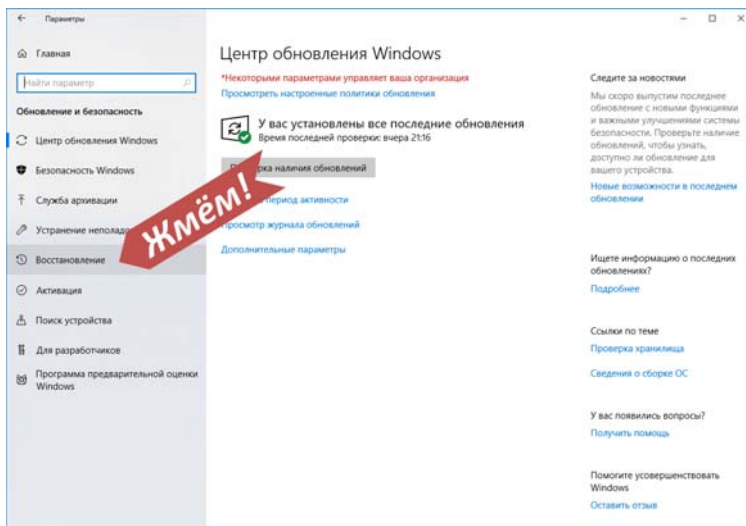 Параметры
Главная
Найти параметр
Обновление и безопасность
Центр обновления Windows
Безопасность Windows
Служба архивации
Устранение
Восстановление
Активация
Поиск устройства
Для разработчиков
Программа предварительной оценки
Windows
Жмём!
Центр обновления Windows
*Некоторыми параметрами управляет ваша организация
Просмотреть настроенные политики обновления
У вас установлены все последние обновления
Время последней проверки: вчера 21:16
наличия обновлений
период активности
Просмотр журнала обновлений
Дополнительные параметры
Следите за новостями
Мы скоро выпустим последнее
обновление с новыми функциями
и важными улучшениями системы
безопасности. Проверьте наличие
обновлений, чтобы узнать,
доступно ли обновление для
вашего устройства.
Новые возможности в последнем
обновлении
Ищете информацию о последних
обновлениях?
Подробнее
Ссылки по теме
Проверка хранилища
Сведения о сборке ОС
У вас появились вопросы?
Получить помощь
Помогите усовершенствовать
Windows
Оставить отзыв